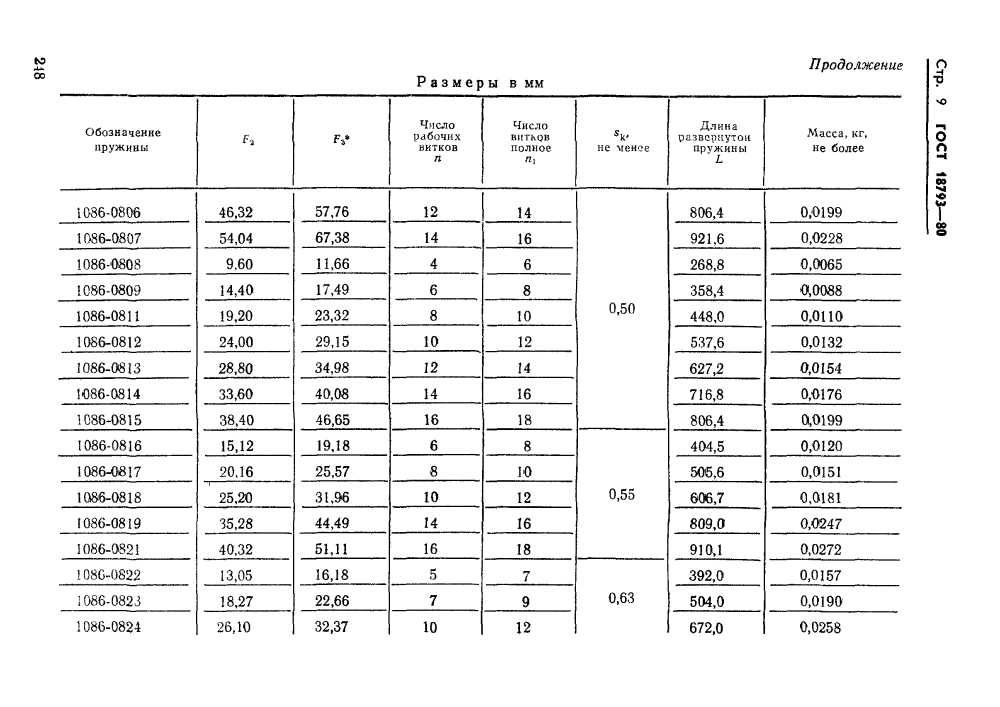 248
Продолжение
Стр. 9 ГОСТ 18793—80
Размеры в мм
Обозначение пружины | F₂ | F₃* | Число рабочих витков n | Число витков полное n₁ | sk, не менее | Длина развернутой пружины L | Масса, кг, не более
1086-0806 46,32 57,76 12 14 806,4 0,0199
1086-0807 54,04 67,38 14 16 921,6 0,0228
1086-0808 9,60 11,66 4 6 268,8 0,0065
1086-0809 14,40 17,49 6 8 358,4 0,0088
0,50
1086-0811 19,20 23,32 8 10 448,0 0,0110
1086-0812 24,00 29,15 10 12 537,6 0,0132
1086-0813 28,80 34,98 12 14 627,2 0,0154
1086-0814 33,60 40,08 14 16 716,8 0,0176
1086-0815 38,40 46,65 16 18 806,4 0,0199
1086-0816 15,12 19,18 6 8 404,5 0,0120
1086-0817 20,16 25,57 8 10 505,6 0,0151
1086-0818 25,20 31,96 10 12 0,55 606,7 0,0181
1086-0819 35,28 44,49 14 16 809,0 0,0247
1086-0821 40,32 51,11 16 18 910,1 0,0272
1086-0822 13,05 16,18 5 7 392,0 0,0157
1086-0823 18,27 22,66 7 9 0,63 504,0 0,0190
1086-0824 26,10 32,37 10 12 672,0 0,0258